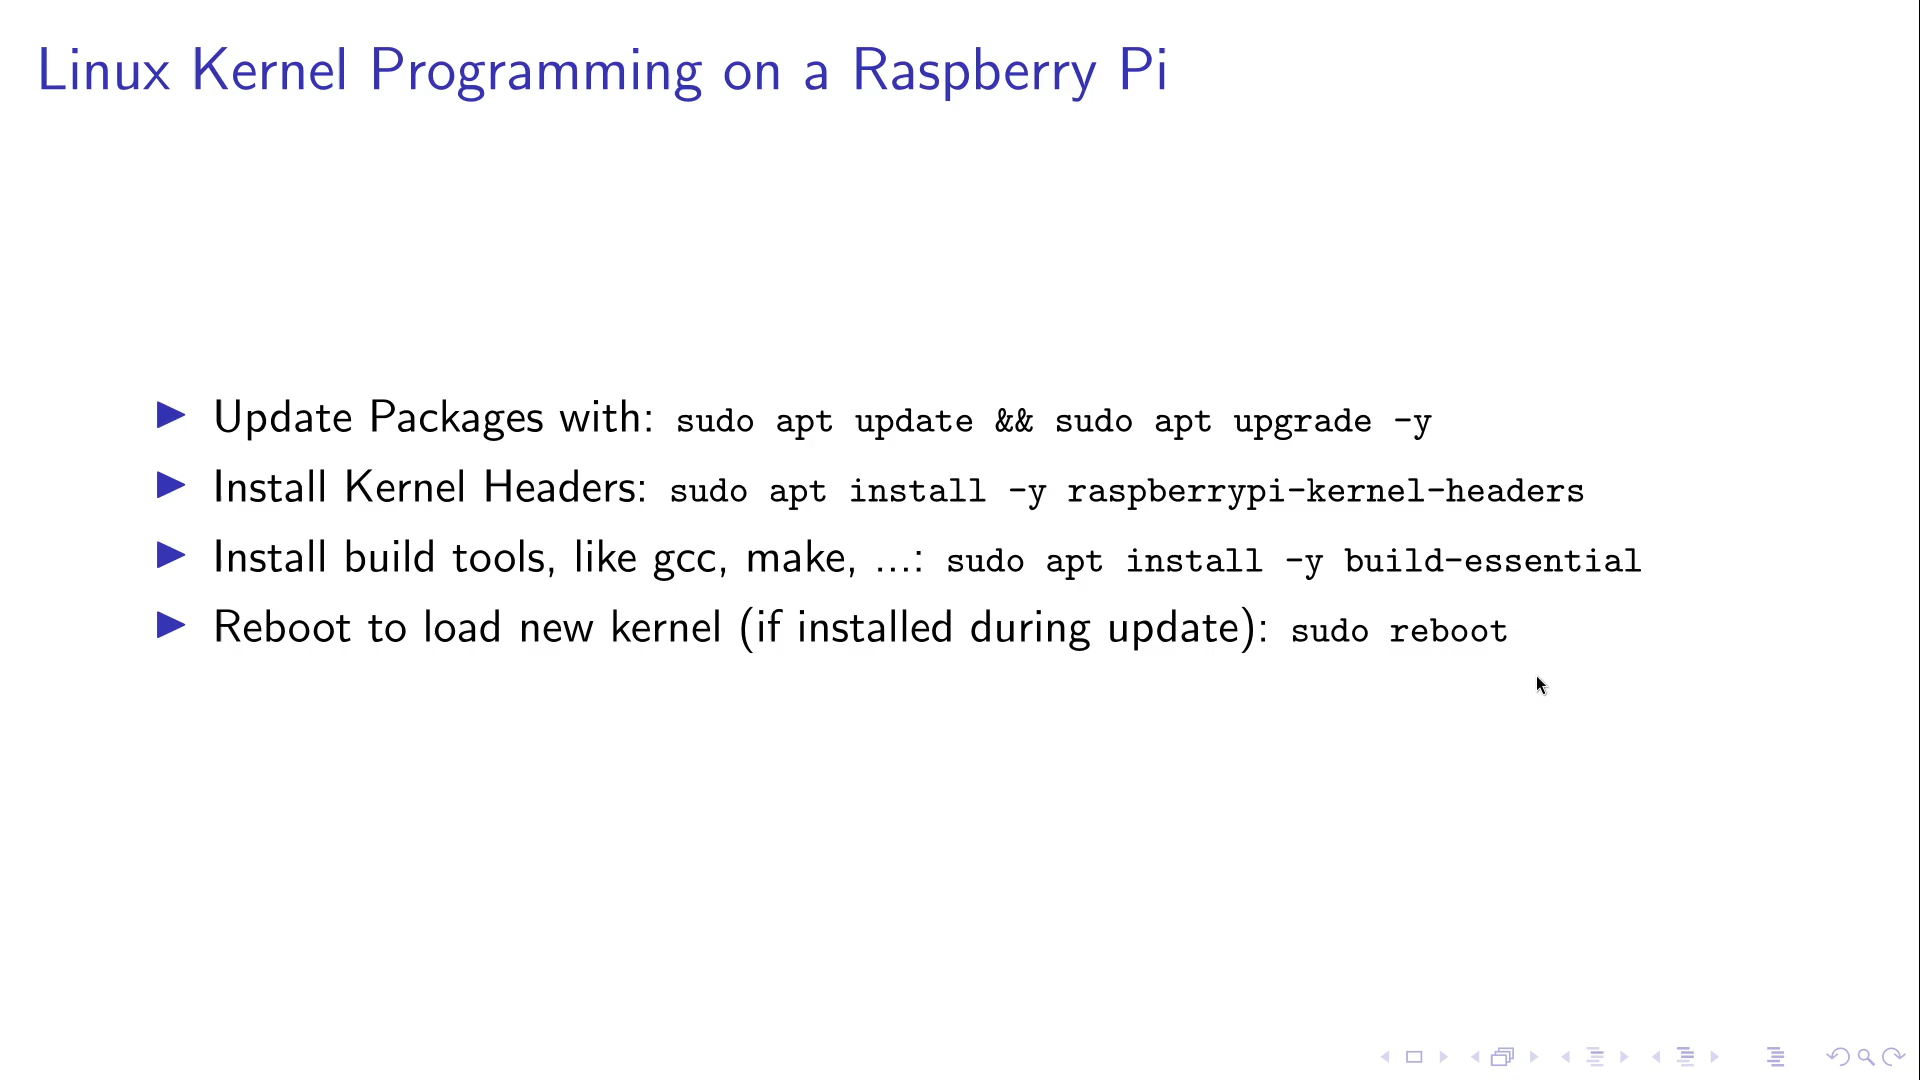 Linux Kernel Programming on a Raspberry Pi
Update Packages with: sudo apt update && sudo apt upgrade -y
Install Kernel Headers: sudo apt install -y raspberrypi-kernel-headers
Install build tools, like gcc, make, ...: sudo apt install -y build-essential
Reboot to load new kernel (if installed during update): sudo reboot